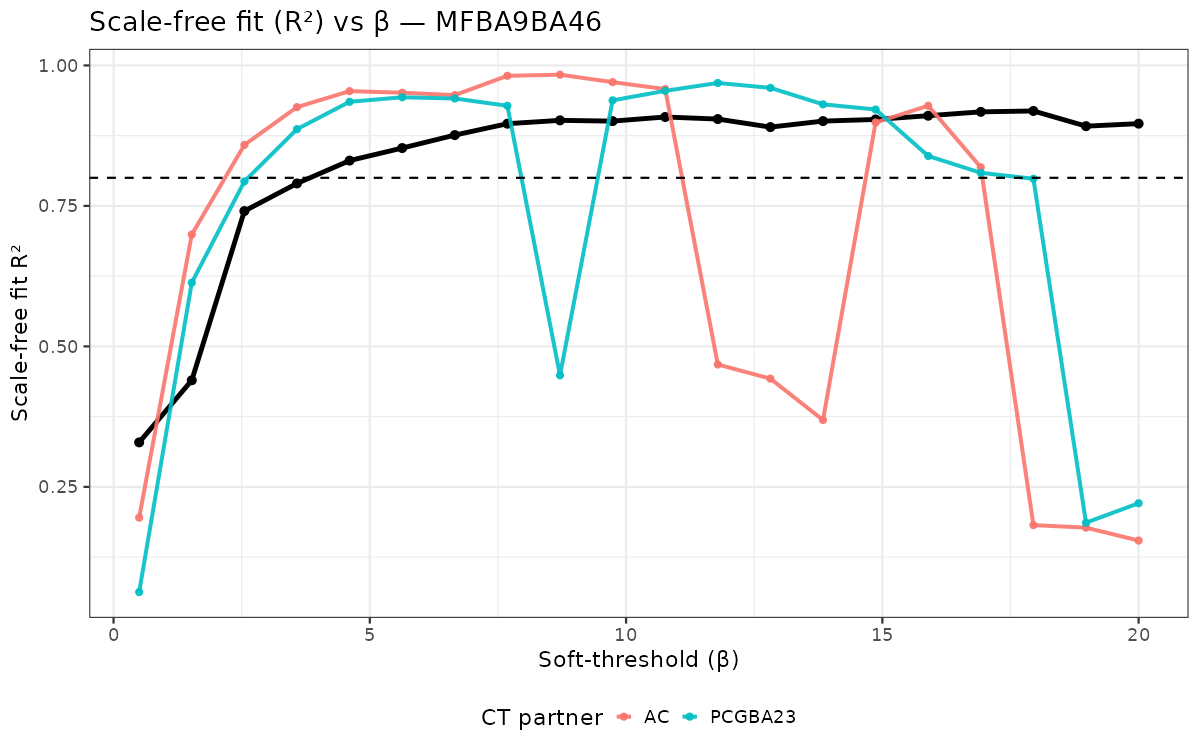 Scale-free fit (R²) vs β — MFBA9BA46
Scale-free fit R²
1.00
0.75
0.50
0.25
0 5 10 15 20
Soft-threshold (β)
CT partner AC PCGBA23